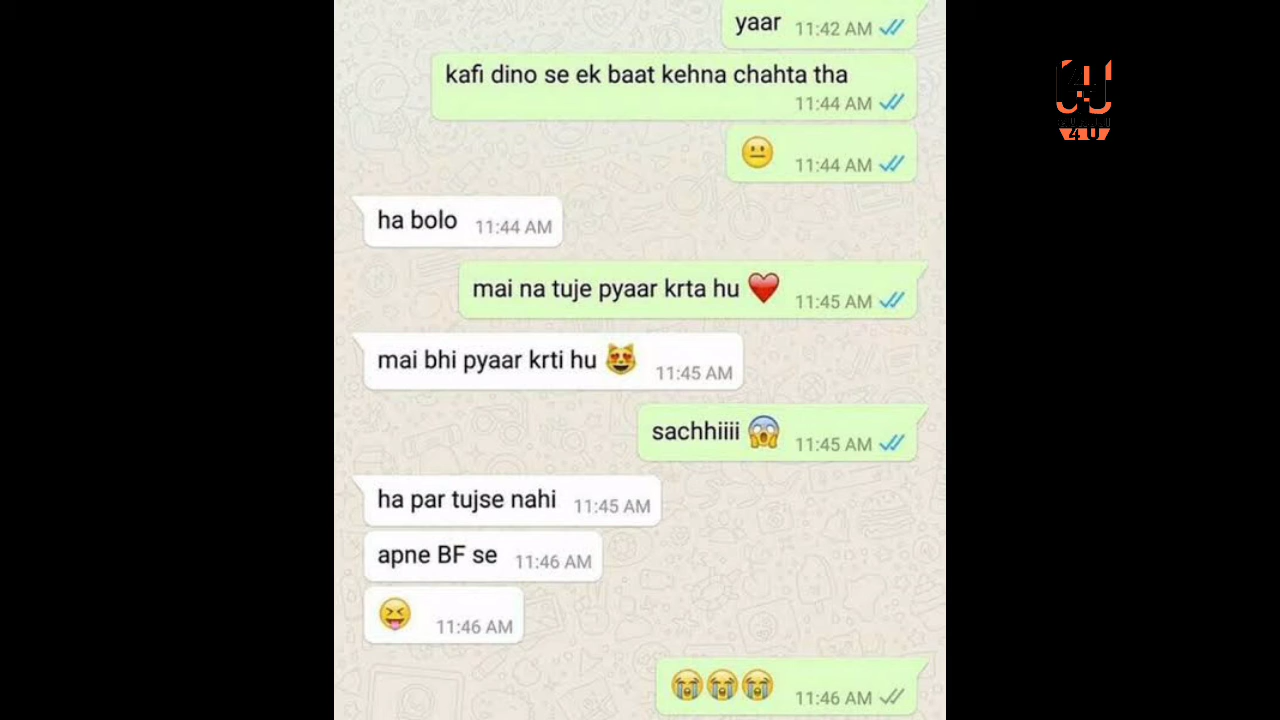 yaar 11:42 AM
kafi dino se ek baat kehna chahta tha
11:44 AM
😐 11:44 AM
ha bolo 11:44 AM
mai na tuje pyaar krta hu ❤️ 11:45 AM
mai bhi pyaar krti hu 😻 11:45 AM
sachhiiii 😱 11:45 AM
ha par tujse nahi 11:45 AM
apne BF se 11:46 AM
😝 11:46 AM
😭😭😭 11:46 AM
4U